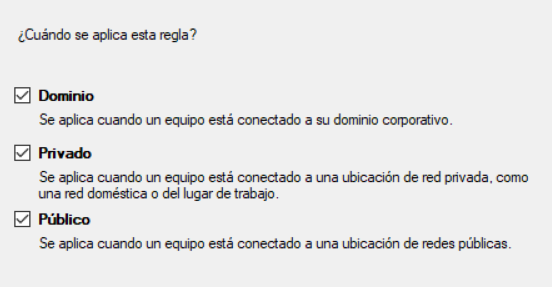 ¿Cuándo se aplica esta regla?
Dominio
Se aplica cuando un equipo está conectado a su dominio corporativo.
Privado
Se aplica cuando un equipo está conectado a una ubicación de red privada, como
una red doméstica o del lugar de trabajo.
Público
Se aplica cuando un equipo está conectado a una ubicación de redes públicas.